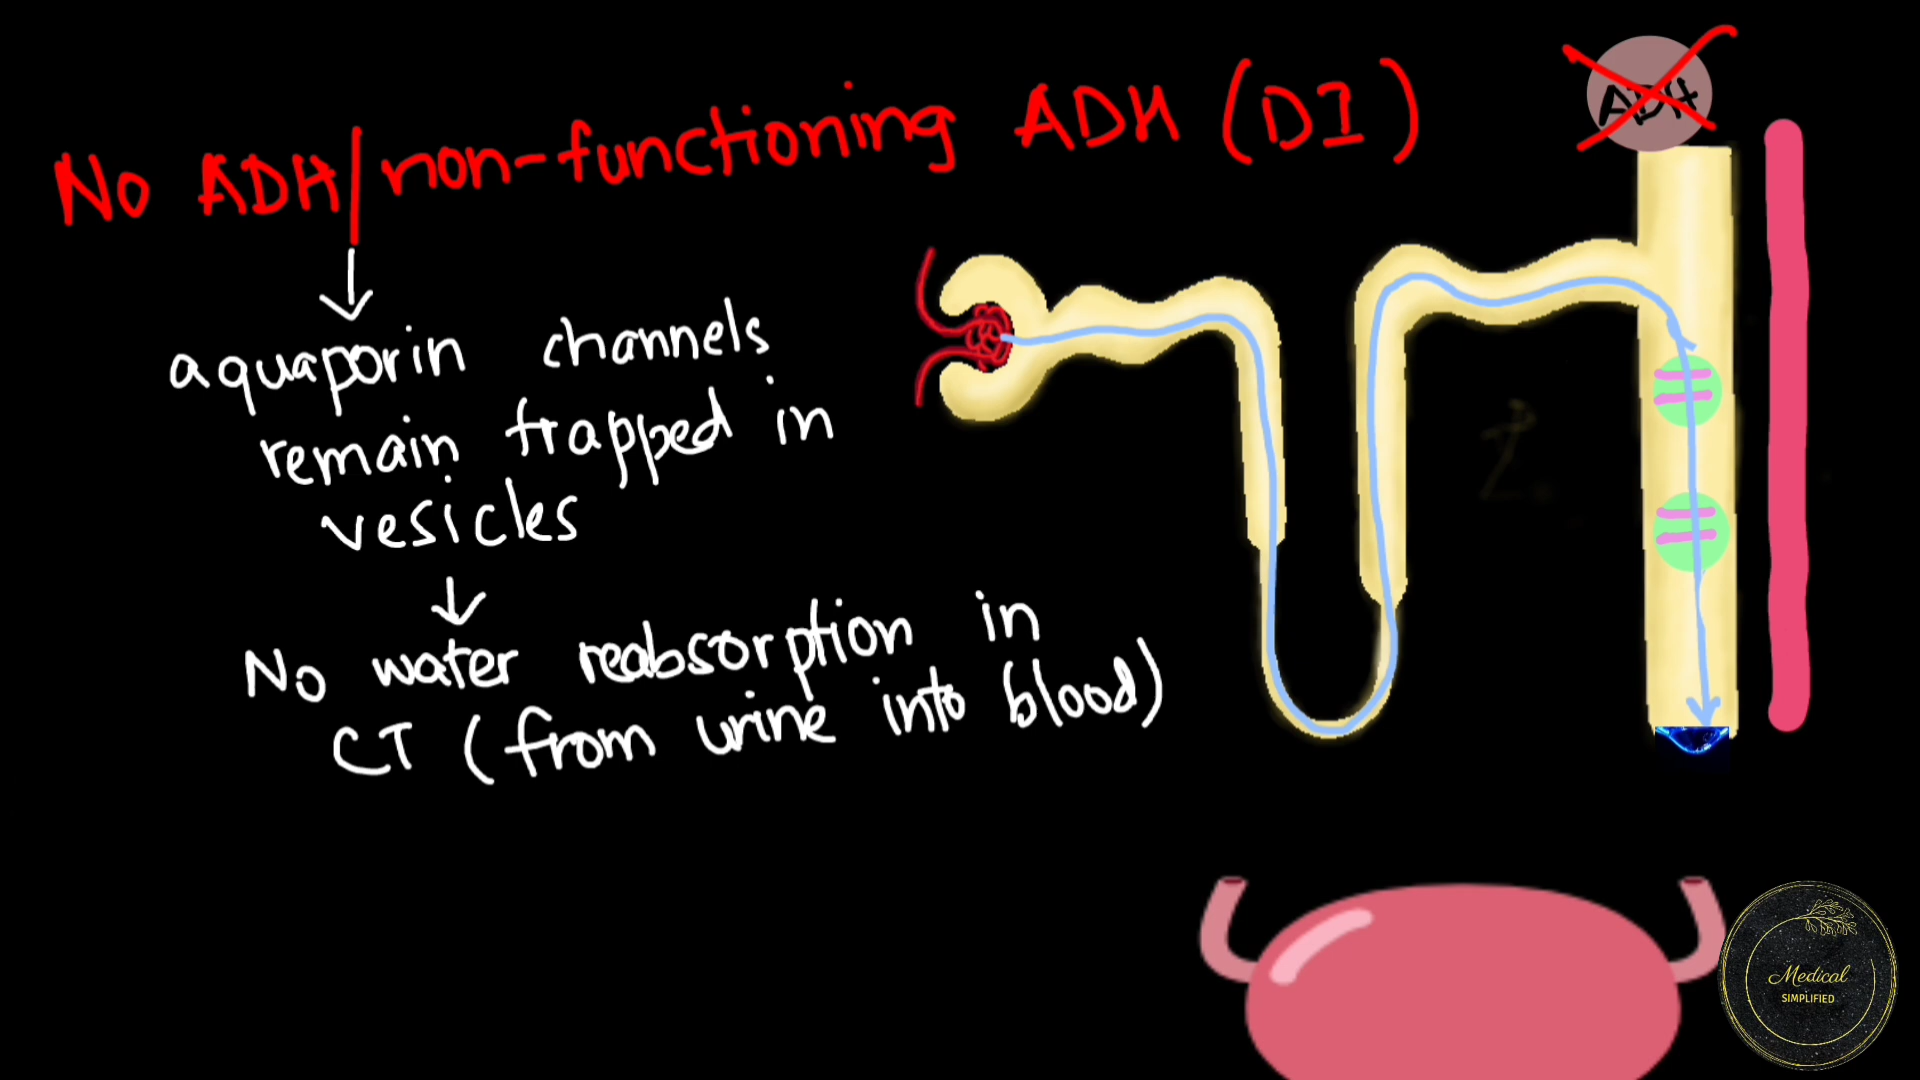 No ADH/non-functioning ADH (DI)
ADH
aquaporin channels
remain trapped in
vesicles
No water reabsorption in
CT (from urine into blood)
Medical
SIMPLIFIED